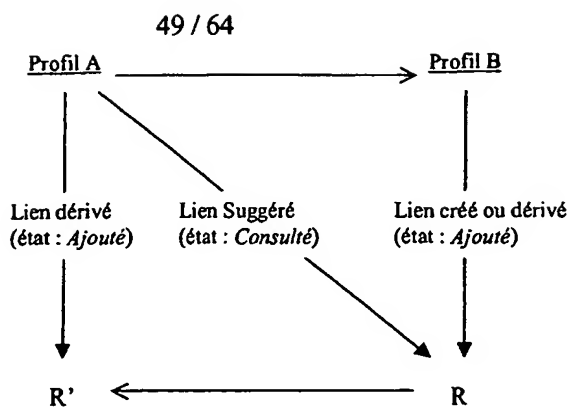 49 / 64
Profil A
Profil B
Lien dérivé
(état : Ajouté)
Lien Suggéré
(état : Consulté)
Lien créé ou dérivé
(état : Ajouté)
R’
R